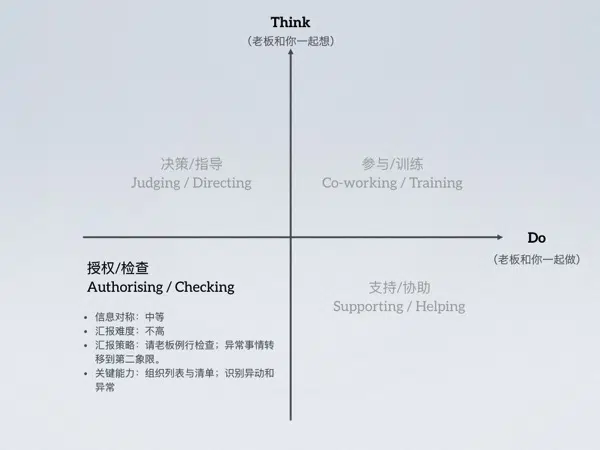 Think
（老板和你一起想）
决策/指导
Judging / Directing
参与/训练
Co-working / Training
Do
（老板和你一起做）
授权/检查
Authorising / Checking
支持/协助
Supporting / Helping
• 信息对称：中等
• 汇报难度：不高
• 汇报策略：请老板例行检查；异常事情转
移到第二象限。
• 关键能力：组织列表与清单；识别异动和
异常